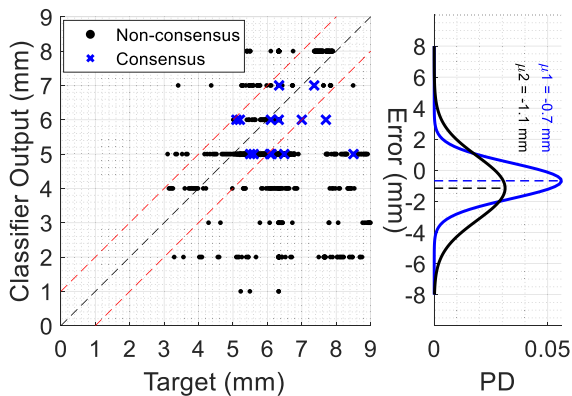 Non-consensus
Consensus
9
8
7
6
5
4
3
2
1
0
0 1 2 3 4 5 6 7 8 9
Classifier Output (mm)
Target (mm)
8
6
4
2
0
-2
-4
-6
-8
0 0.05
Error (mm)
PD
μ1 = -0.7 mm
μ2 = -1.1 mm